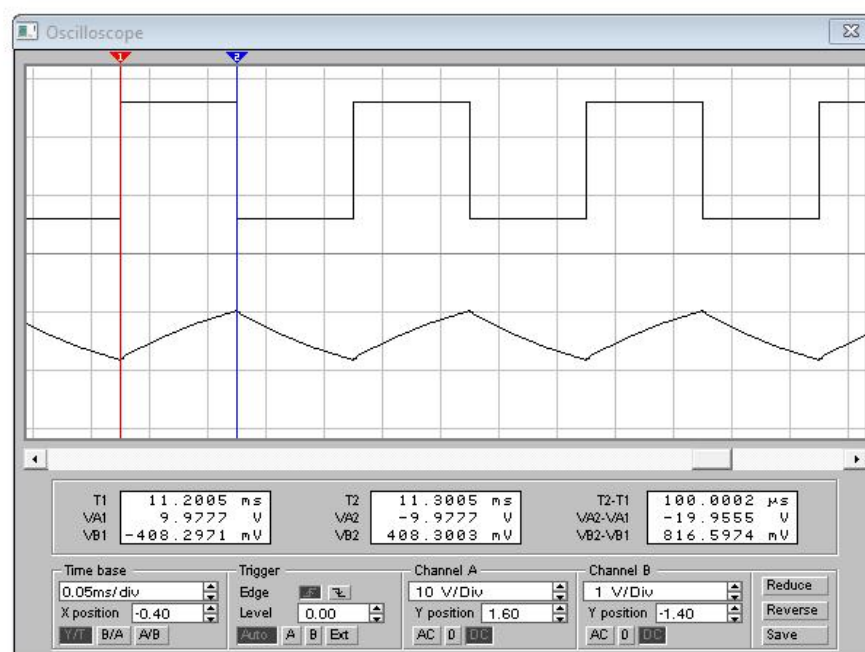 Oscilloscope
1 2
T1 11.2005 ms T2 11.3005 ms T2-T1 100.0002 µs
VA1 9.9777 V VA2 -9.9777 V VA2-VA1 -19.9555 V
VB1 -408.2971 mV VB2 408.3003 mV VB2-VB1 816.5974 mV
Time base Trigger Channel A Channel B
0.05ms/div Edge 10 V/Div 1 V/Div Reduce
X position -0.40 Level 0.00 Y position 1.60 Y position -1.40 Reverse
Y/T B/A A/B Auto A B Ext AC 0 DC AC 0 DC Save